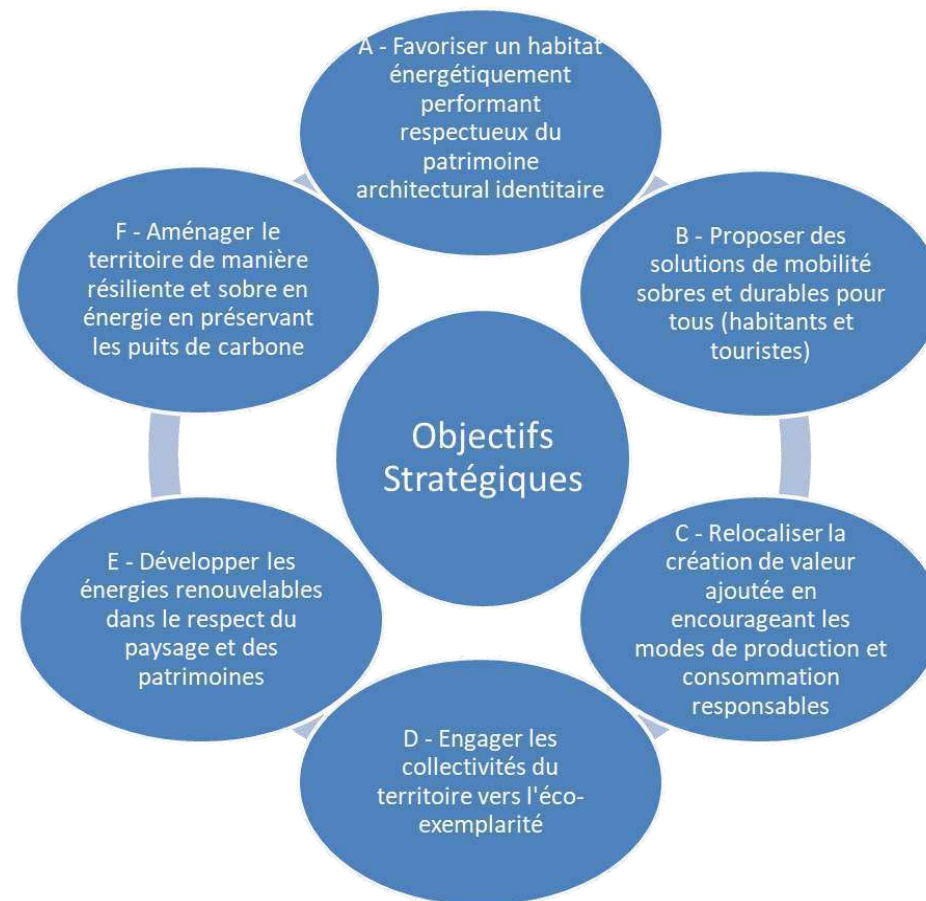 A - Favoriser un habitat
énergétiquement
performant
respectueux du
patrimoine
architectural identitaire
B - Proposer des
solutions de mobilité
sobres et durables pour
tous (habitants et
touristes)
C - Relocaliser la
création de valeur
ajoutée en
encourageant les
modes de production et
consommation
responsables
D - Engager les
collectivités du
territoire vers l'éco-
exemplarité
E - Développer les
énergies renouvelables
dans le respect du
paysage et des
patrimoines
F - Aménager le
territoire de manière
résiliente et sobre en
énergie en préservant
les puits de carbone
Objectifs
Stratégiques